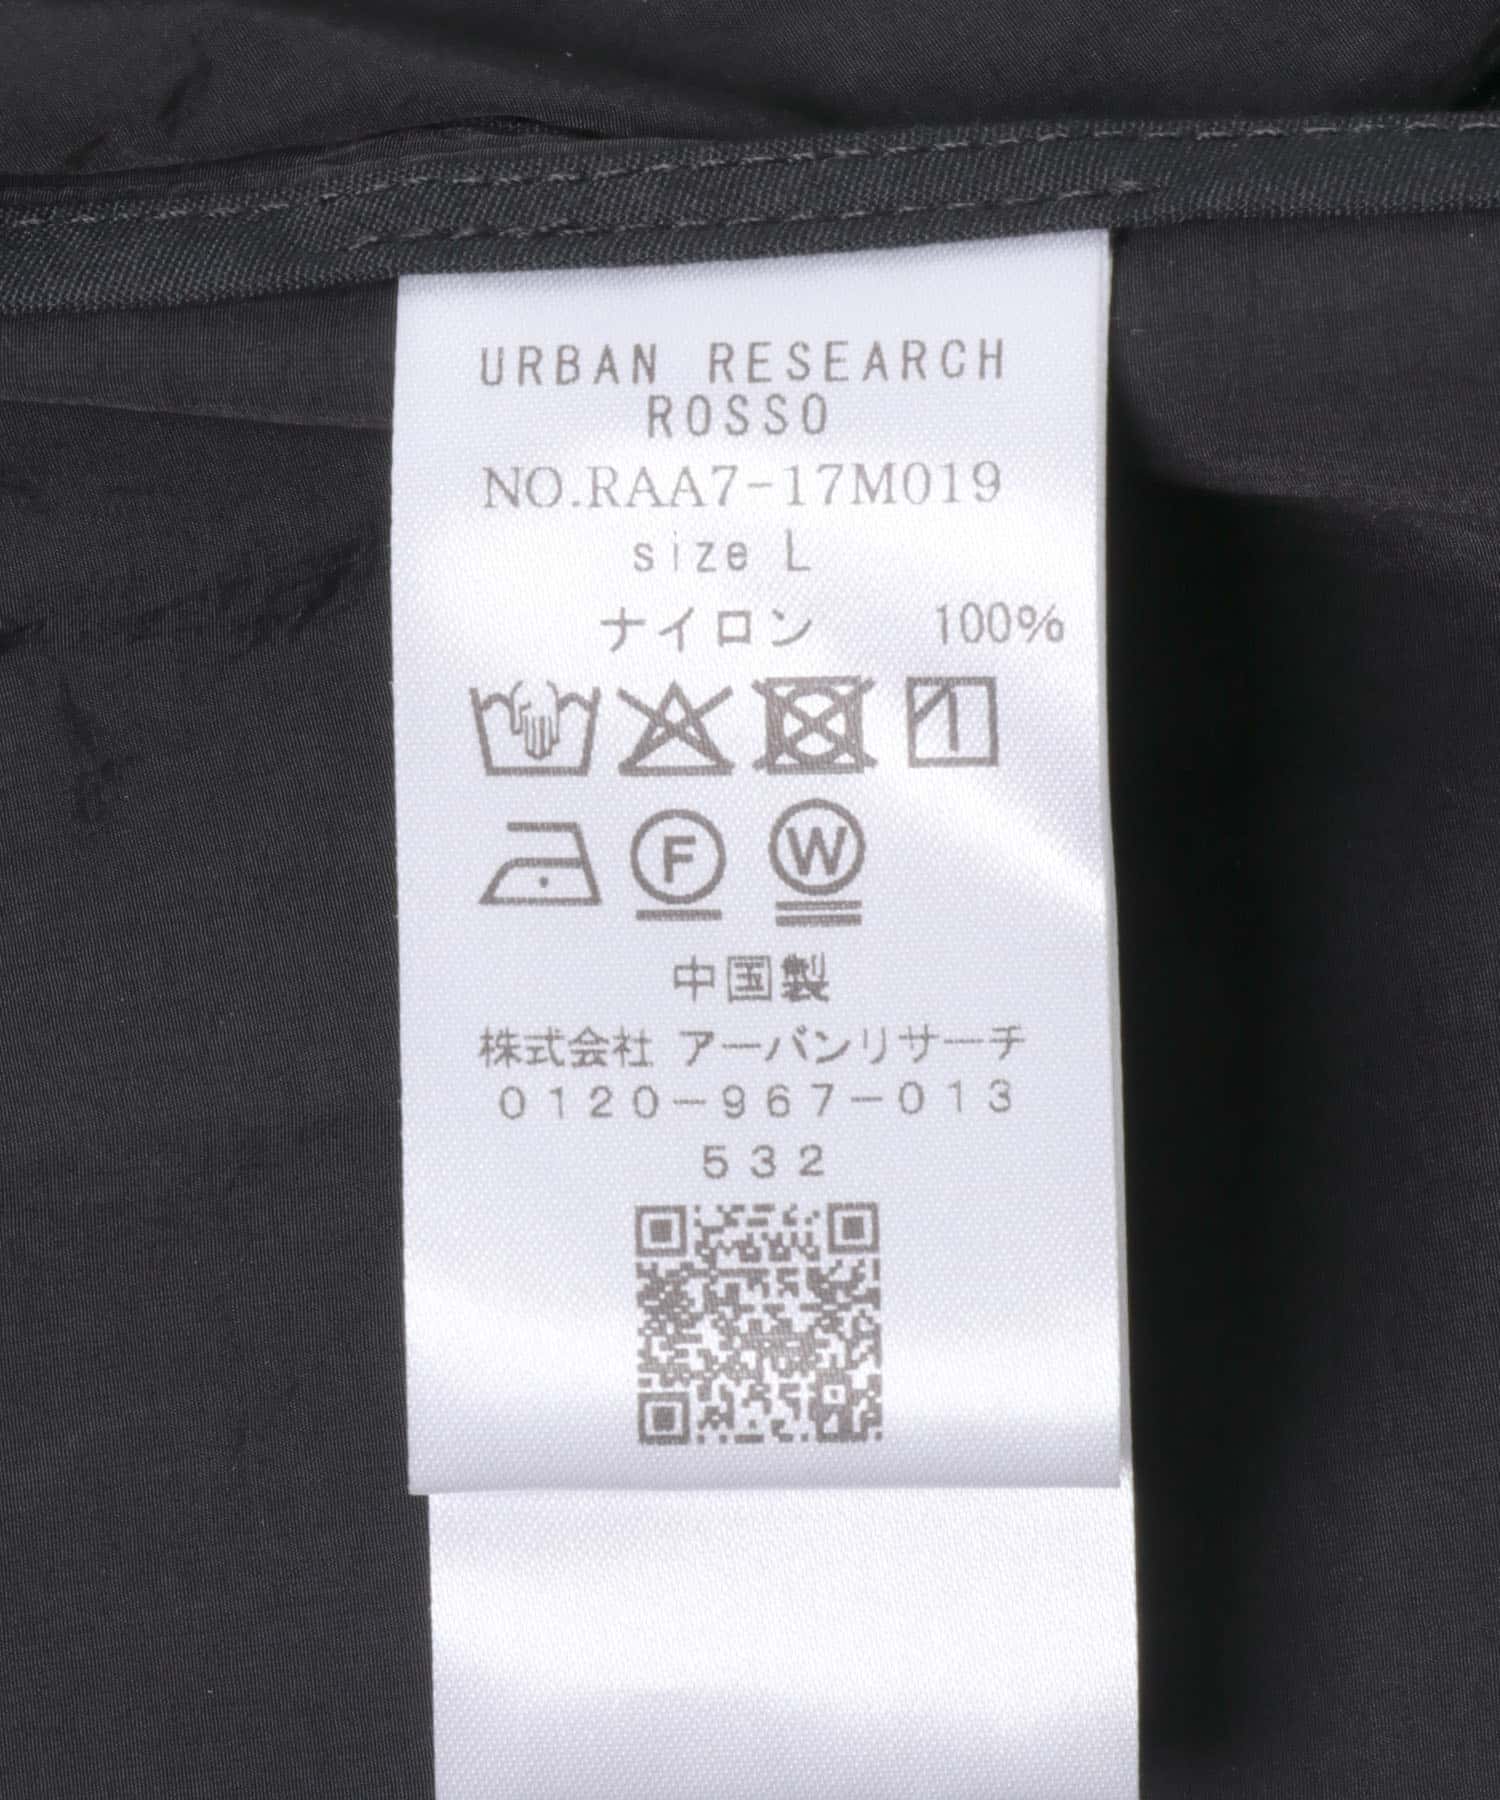 URBAN RESEARCH
ROSSO
NO.RAA7-17M019
size L
ナイロン 100%
F W
中国製
株式会社 アーバンリサーチ
0120-967-013
532